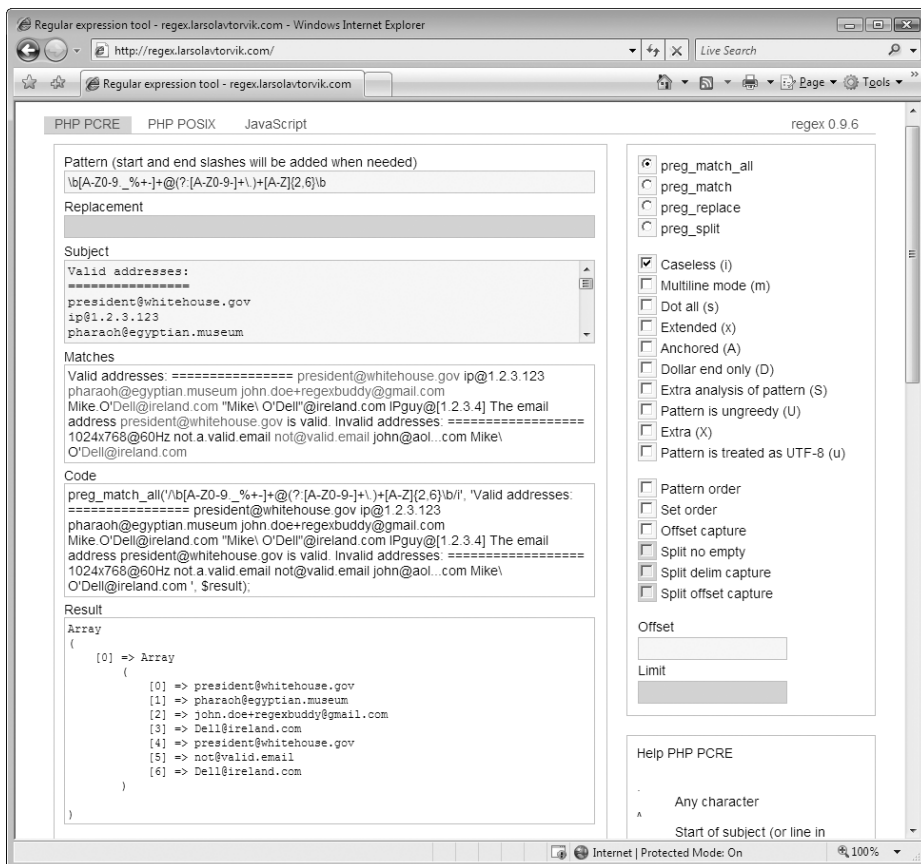 Regular expression tool - regex.larsolavtorvik.com - Windows Internet Explorer
http://regex.larsolavtorvik.com/
Live Search
Regular expression tool - regex.larsolavtorvik.com
Page
Tools
PHP PCRE PHP POSIX JavaScript
regex 0.9.6
Pattern (start and end slashes will be added when needed)
\b[A-Z0-9._%+-]+@(?:[A-Z0-9-]+\.)+[A-Z]{2,6}\b
Replacement
Subject
Valid addresses:
================
president@whitehouse.gov
ip@1.2.3.123
pharaoh@egyptian.museum
Matches
Valid addresses: ================ president@whitehouse.gov ip@1.2.3.123
pharaoh@egyptian.museum john.doe+regexbuddy@gmail.com
Mike.O'Dell@ireland.com "Mike\ O'Dell"@ireland.com IPguy@[1.2.3.4] The email
address president@whitehouse.gov is valid. Invalid addresses: ==================
1024x768@60Hz not.a.valid.email not@valid.email john@aol...com Mike\
O'Dell@ireland.com
Code
preg_match_all('/\b[A-Z0-9._%+-]+@(?:[A-Z0-9-]+\.)+[A-Z]{2,6}\b/i', 'Valid addresses:
================ president@whitehouse.gov ip@1.2.3.123
pharaoh@egyptian.museum john.doe+regexbuddy@gmail.com
Mike.O'Dell@ireland.com "Mike\ O'Dell"@ireland.com IPguy@[1.2.3.4] The email
address president@whitehouse.gov is valid. Invalid addresses: ==================
1024x768@60Hz not.a.valid.email not@valid.email john@aol...com Mike\
O'Dell@ireland.com ', $result);
Result
Array
(
[0] => Array
(
[0] => president@whitehouse.gov
[1] => pharaoh@egyptian.museum
[2] => john.doe+regexbuddy@gmail.com
[3] => Dell@ireland.com
[4] => president@whitehouse.gov
[5] => not@valid.email
[6] => Dell@ireland.com
)
)
preg_match_all
preg_match
preg_replace
preg_split
Caseless (i)
Multiline mode (m)
Dot all (s)
Extended (x)
Anchored (A)
Dollar end only (D)
Extra analysis of pattern (S)
Pattern is ungreedy (U)
Extra (X)
Pattern is treated as UTF-8 (u)
Pattern order
Set order
Offset capture
Split no empty
Split delim capture
Split offset capture
Offset
Limit
Help PHP PCRE
.
Any character
^
Start of subject (or line in
Internet | Protected Mode: On
100%